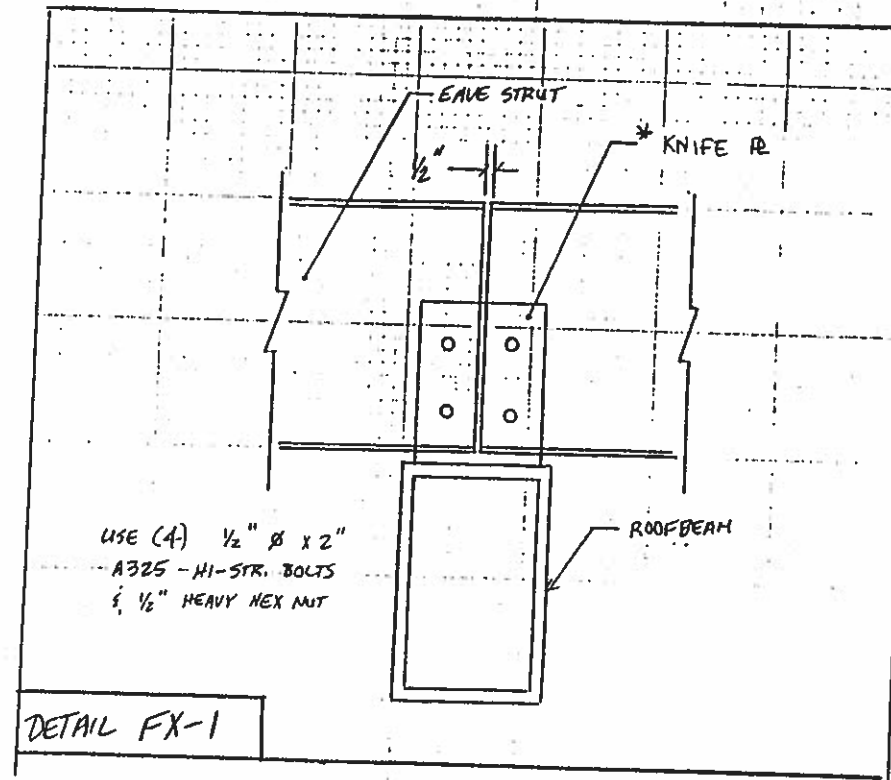 EAVE STRUT
* KNIFE PL
1/2"
USE (4) 1/2" Ø x 2"
A325 - HI-STR. BOLTS
& 1/2" HEAVY HEX NUT
ROOFBEAM
DETAIL FX-1